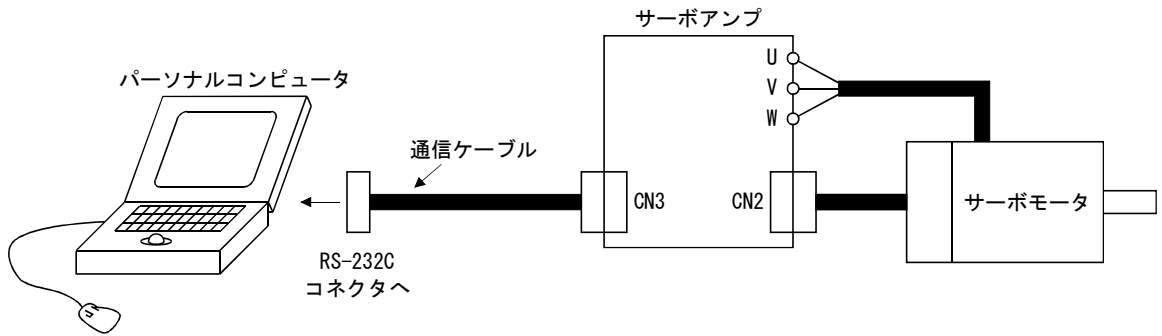 サーボアンプ
パーソナルコンピュータ
U
V
W
通信ケーブル
CN3
CN2
サーボモータ
RS-232C
コネクタへ